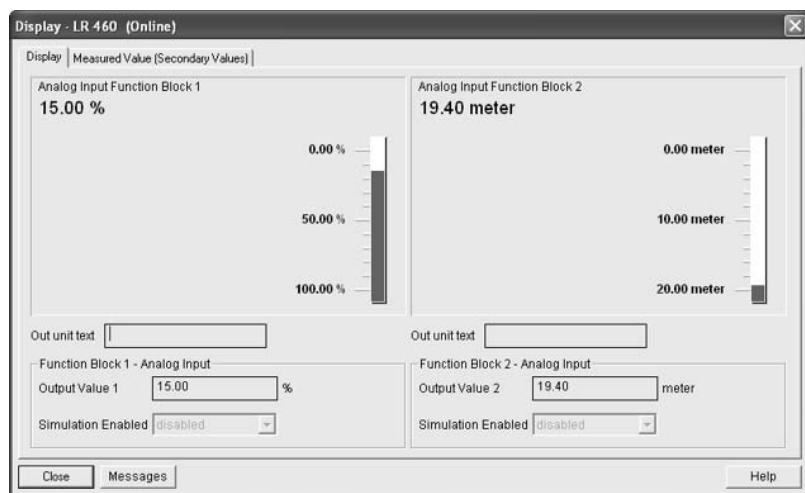 Display - LR 460 (Online)
Display
Measured Value (Secondary Values)
Analog Input Function Block 1
15.00 %
0.00 %
50.00 %
100.00 %
Analog Input Function Block 2
19.40 meter
0.00 meter
10.00 meter
20.00 meter
Out unit text
Out unit text
Function Block 1 - Analog Input
Output Value 1 15.00 %
Simulation Enabled disabled
Function Block 2 - Analog Input
Output Value 2 19.40 meter
Simulation Enabled disabled
Close
Messages
Help